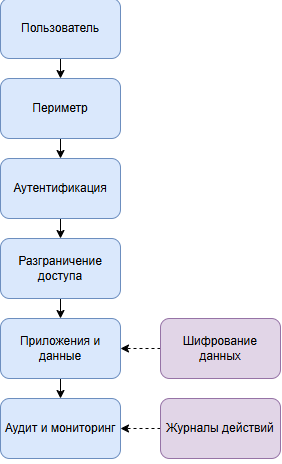 Пользователь
Периметр
Аутентификация
Разграничение
доступа
Приложения и
данные
Шифрование
данных
Аудит и мониторинг
Журналы действий